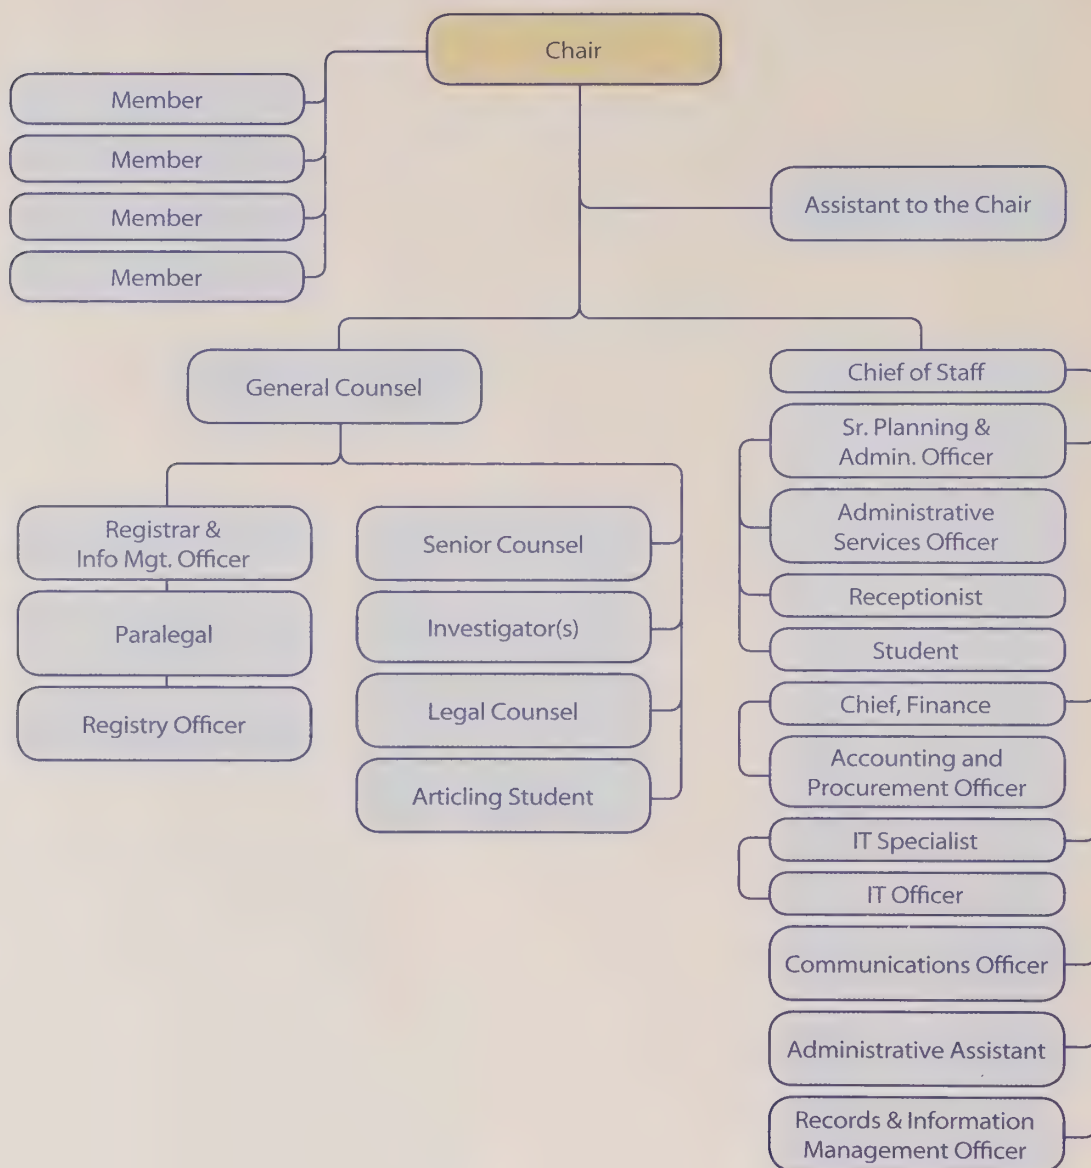 Chair
Member
Member
Member
Member
Assistant to the Chair
General Counsel
Registrar &
Info Mgt. Officer
Paralegal
Registry Officer
Senior Counsel
Investigator(s)
Legal Counsel
Articling Student
Chief of Staff
Sr. Planning &
Admin. Officer
Administrative
Services Officer
Receptionist
Student
Chief, Finance
Accounting and
Procurement Officer
IT Specialist
IT Officer
Communications Officer
Administrative Assistant
Records & Information
Management Officer